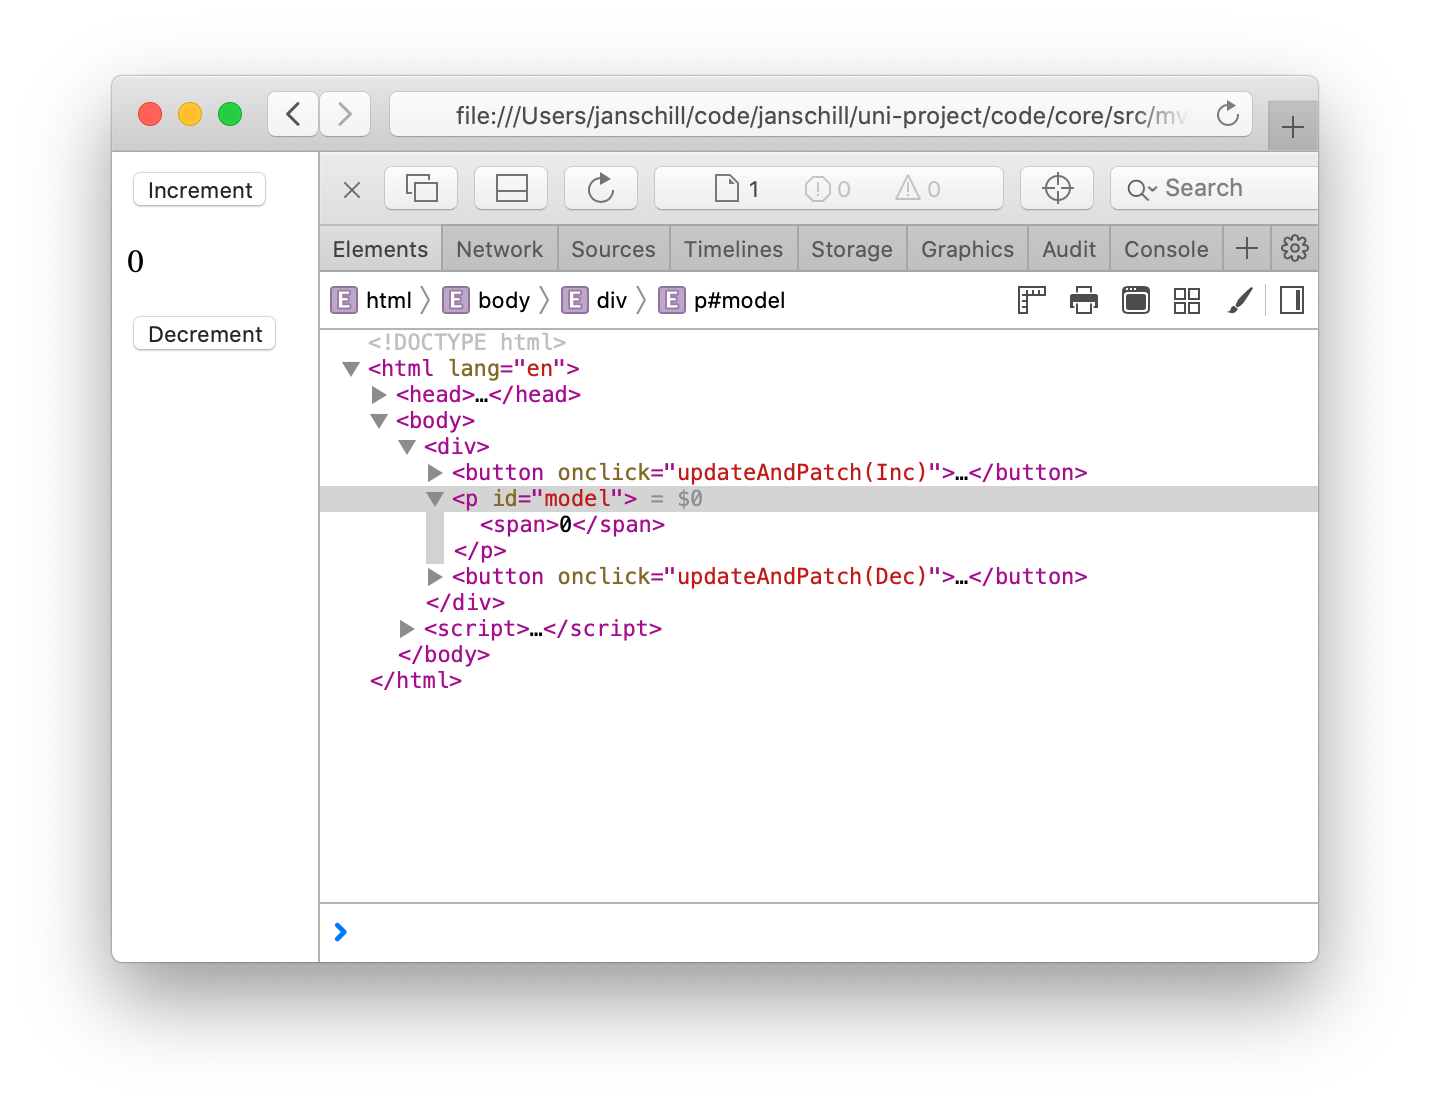 file:///Users/janschill/code/janschill/uni-project/code/core/src/mv
Increment
0
Decrement
1 0 0 Search
Elements Network Sources Timelines Storage Graphics Audit Console
E html E body E div E p#model
<!DOCTYPE html>
<html lang="en">
<head>…</head>
<body>
<div>
<button onclick="updateAndPatch(Inc)">…</button>
<p id="model"> = $0
<span>0</span>
</p>
<button onclick="updateAndPatch(Dec)">…</button>
</div>
<script>…</script>
</body>
</html>